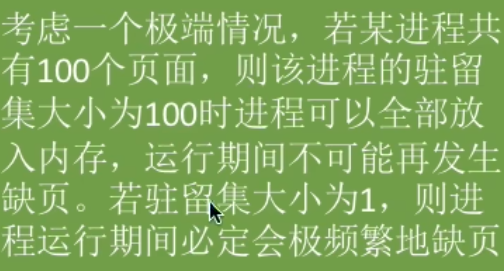 考虑一个极端情况，若某进程共
有100个页面，则该进程的驻留
集大小为100时进程可以全部放
入内存，运行期间不可能再发生
缺页。若驻留集大小为1，则进
程运行期间必定会极频繁地缺页